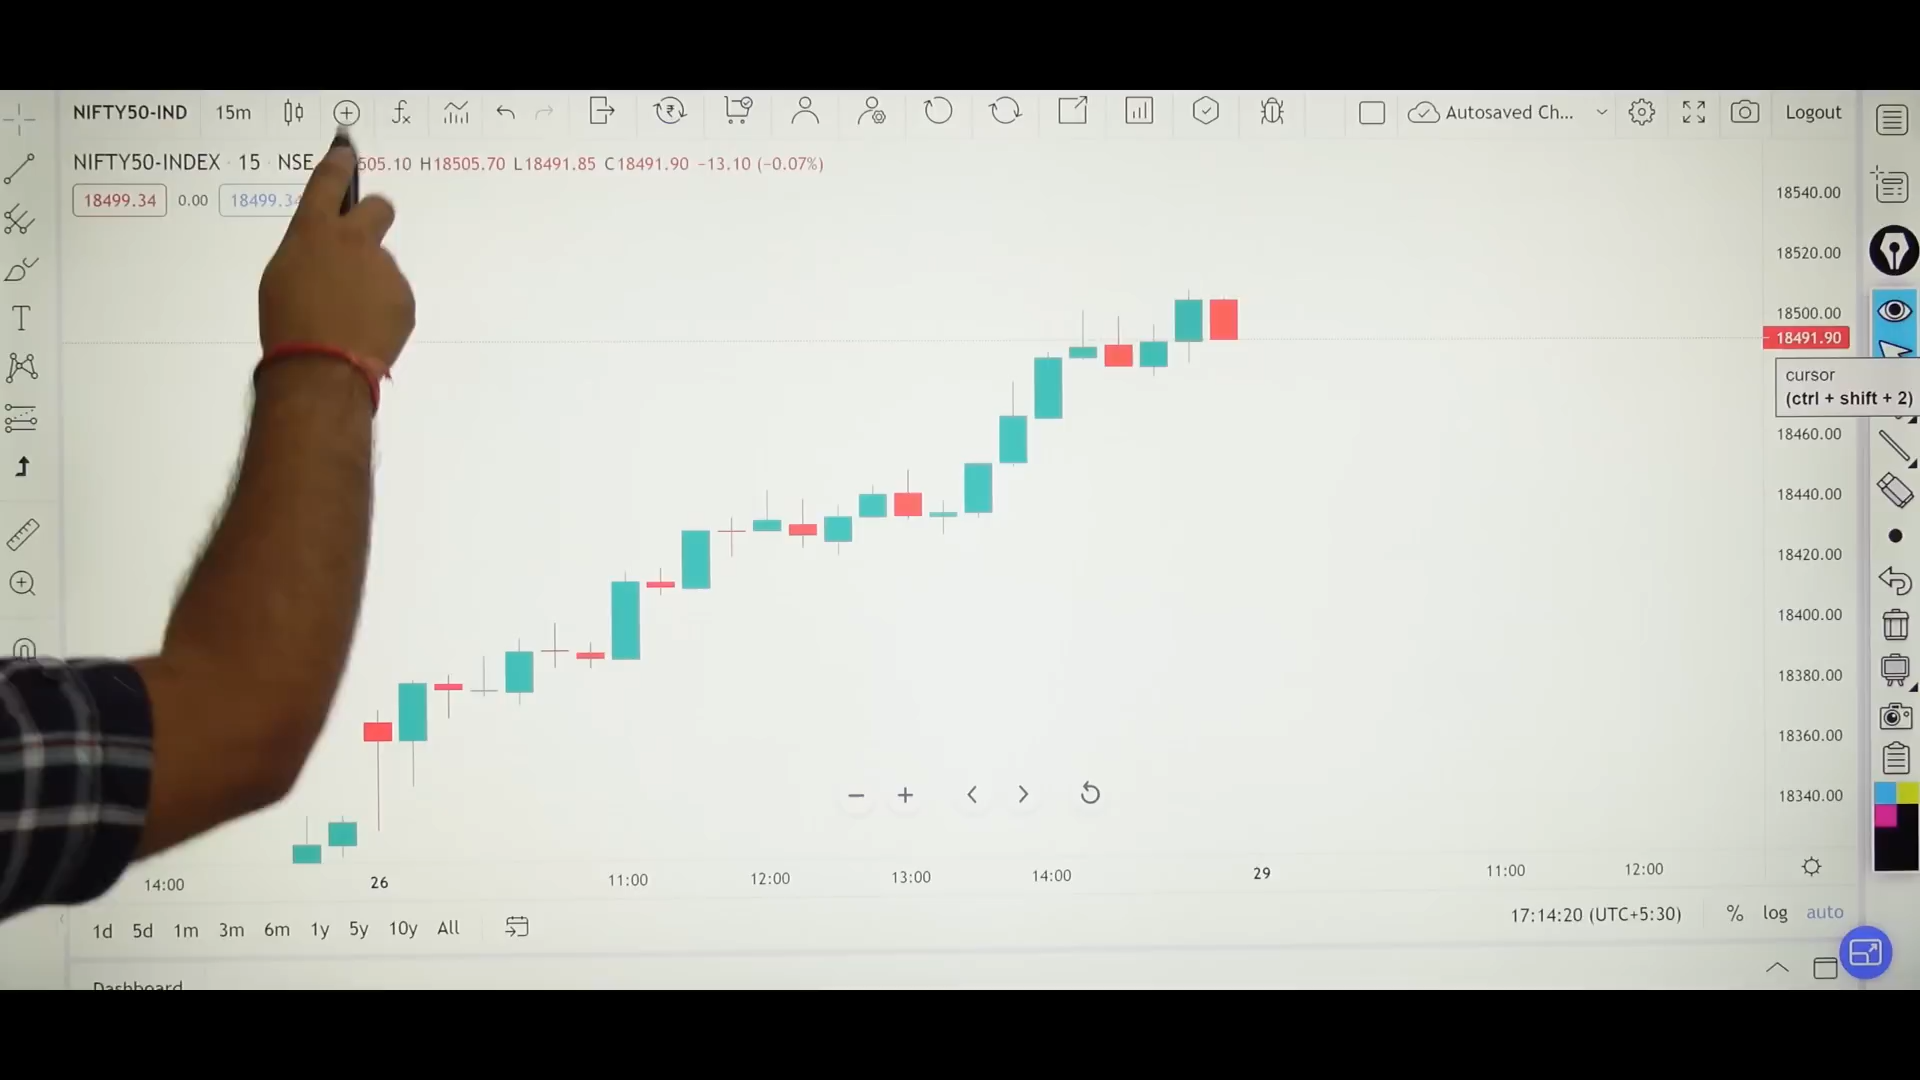 NIFTY50-IND 15m Autosaved Ch... Logout
NIFTY50-INDEX · 15 NSE 505.10 H18505.70 L18491.85 C18491.90 −13.10 (−0.07%)
18499.34 0.00 18499.34
18540.00
18520.00
18500.00
18491.90
cursor
(ctrl + shift + 2)
18460.00
18440.00
18420.00
18400.00
18380.00
18360.00
18340.00
14:00 26 11:00 12:00 13:00 14:00 29 11:00 12:00
1d 5d 1m 3m 6m 1y 5y 10y All 17:14:20 (UTC+5:30) % log auto
Dashboard